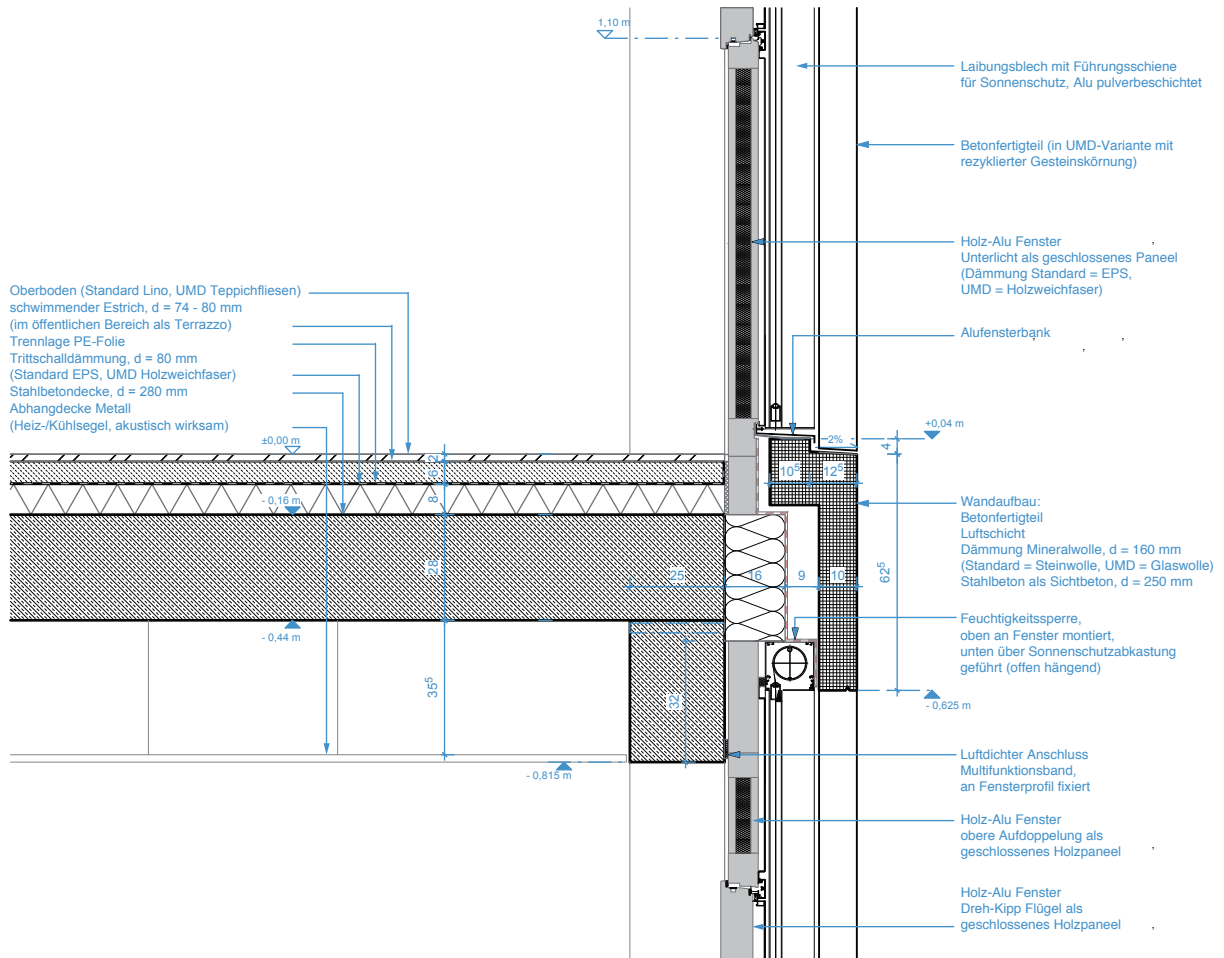 1,10 m
Laibungsblech mit Führungsschiene
für Sonnenschutz, Alu pulverbeschichtet
Betonfertigteil (in UMD-Variante mit
rezyklierter Gesteinskörnung)
Holz-Alu Fenster
Unterlicht als geschlossenes Paneel
(Dämmung Standard = EPS,
UMD = Holzweichfaser)
Alufensterbank
Oberboden (Standard Lino, UMD Teppichfliesen)
schwimmender Estrich, d = 74 - 80 mm
(im öffentlichen Bereich als Terrazzo)
Trennlage PE-Folie
Trittschalldämmung, d = 80 mm
(Standard EPS, UMD Holzweichfaser)
Stahlbetondecke, d = 280 mm
Abhangdecke Metall
(Heiz-/Kühlsegel, akustisch wirksam)
±0,00 m
- 0,16 m
- 0,44 m
- 0,815 m
2
6
8
28
35⁵
32
25
16
9
10
10⁵
12⁵
2%
4
62⁵
+0,04 m
- 0,625 m
Wandaufbau:
Betonfertigteil
Luftschicht
Dämmung Mineralwolle, d = 160 mm
(Standard = Steinwolle, UMD = Glaswolle)
Stahlbeton als Sichtbeton, d = 250 mm
Feuchtigkeitssperre,
oben an Fenster montiert,
unten über Sonnenschutzabkastung
geführt (offen hängend)
Luftdichter Anschluss
Multifunktionsband,
an Fensterprofil fixiert
Holz-Alu Fenster
obere Aufdoppelung als
geschlossenes Holzpaneel
Holz-Alu Fenster
Dreh-Kipp Flügel als
geschlossenes Holzpaneel